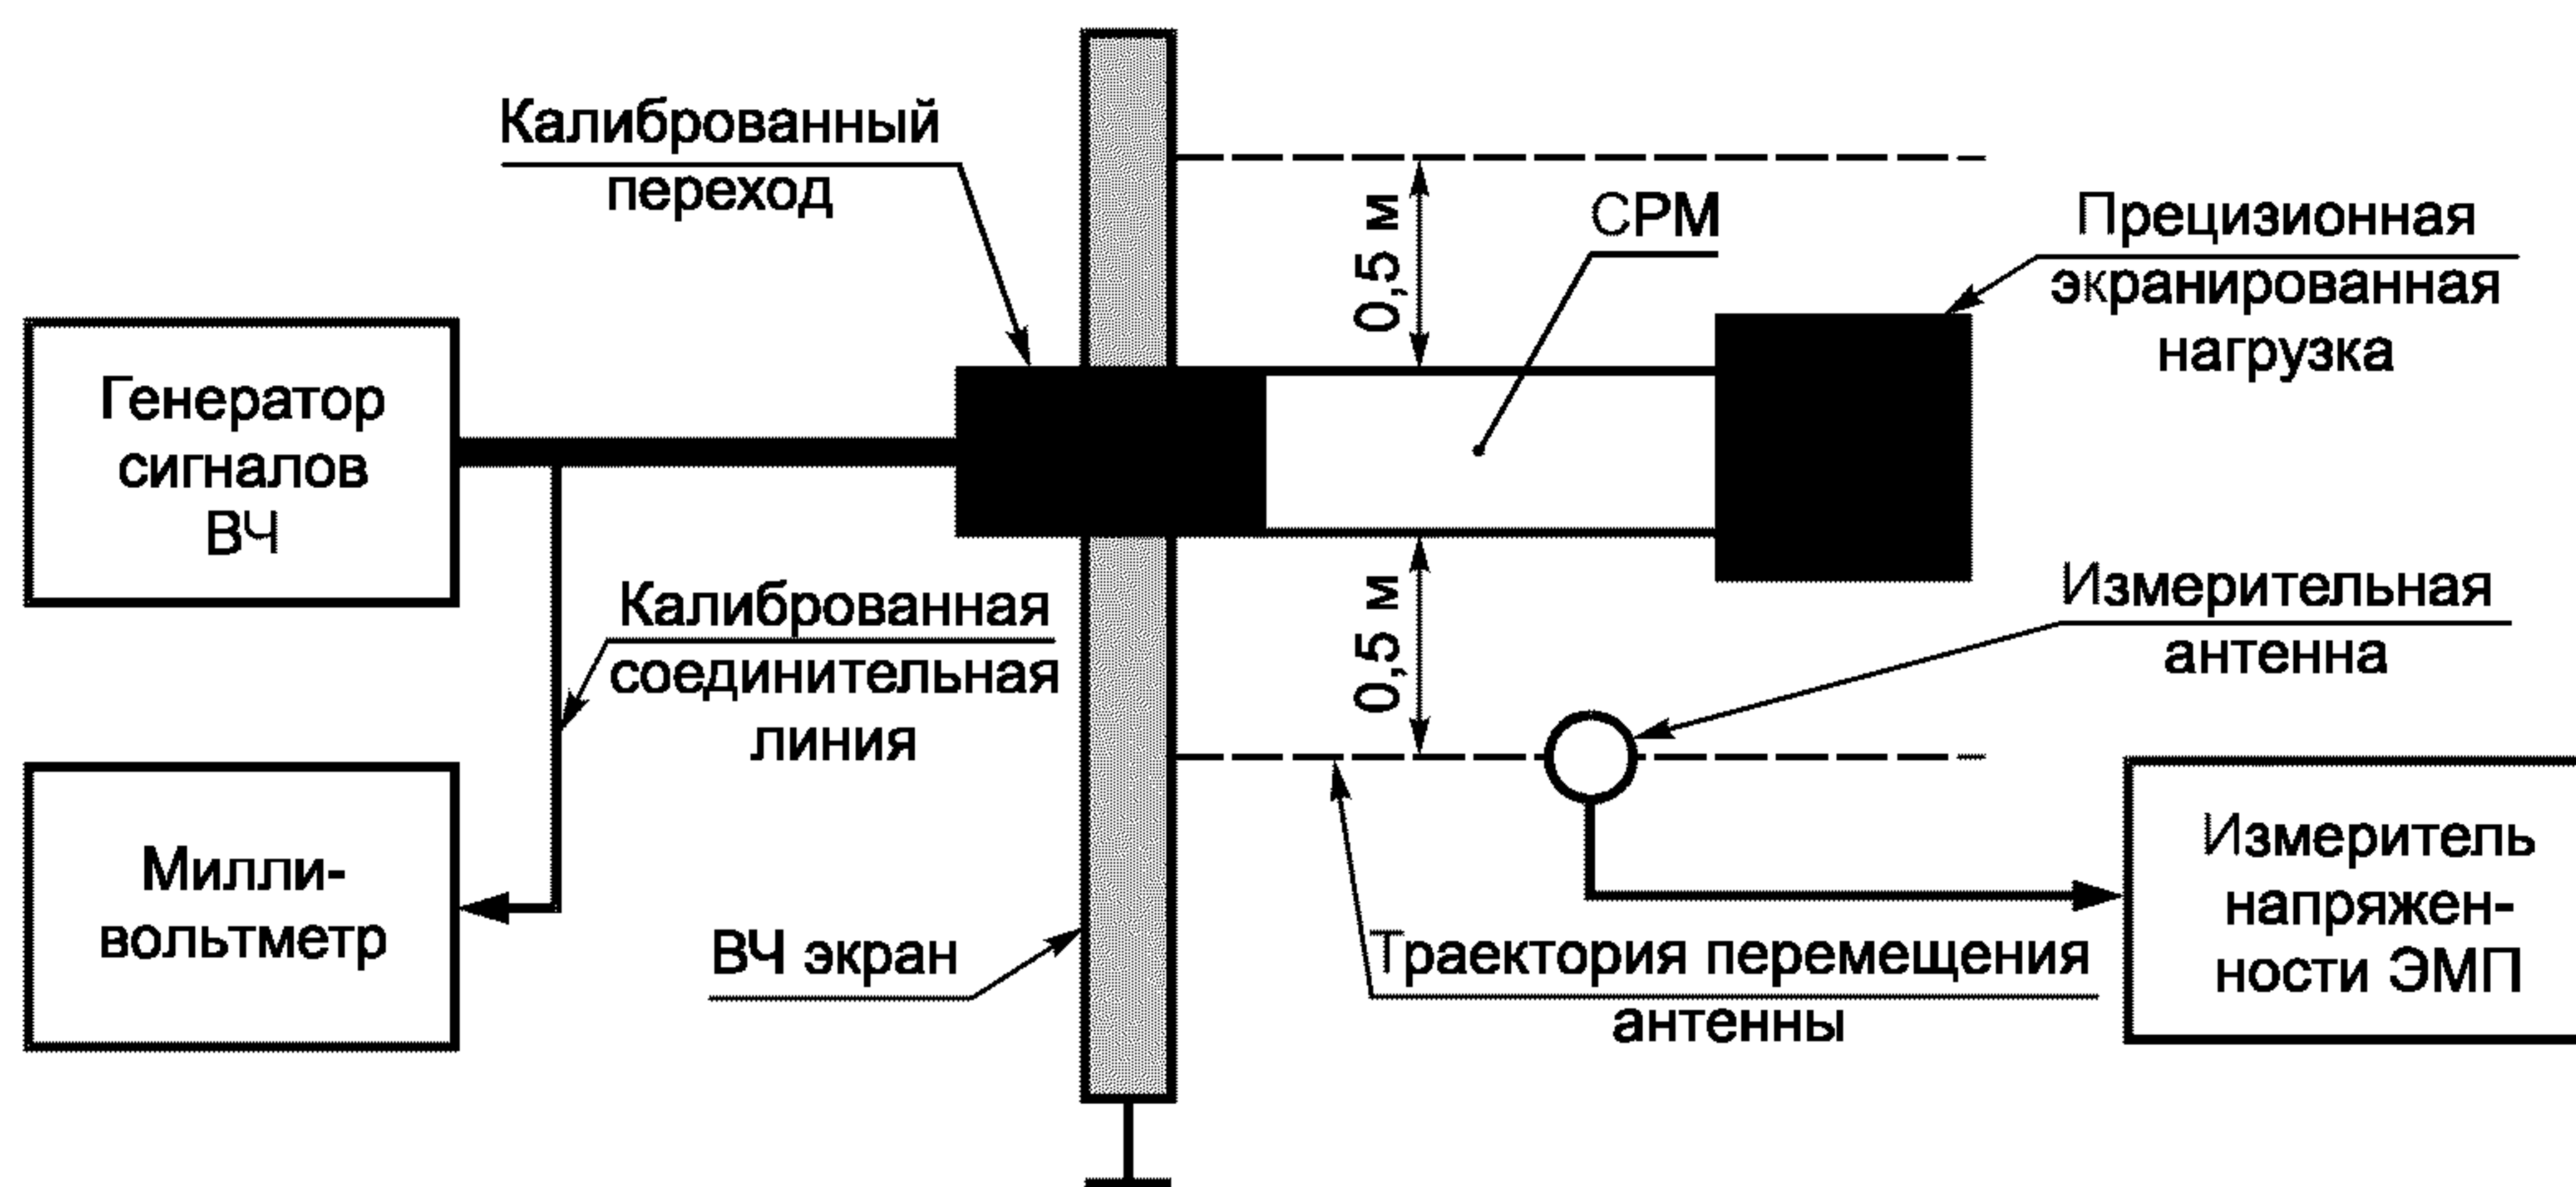 Калиброванный
переход
0,5 м
СРМ
Прецизионная
экранированная
нагрузка
Генератор
сигналов
ВЧ
Калиброванная
соединительная
линия
0,5 м
Измерительная
антенна
Милли-
вольтметр
ВЧ экран
Траектория перемещения
антенны
Измеритель
напряжен-
ности ЭМП